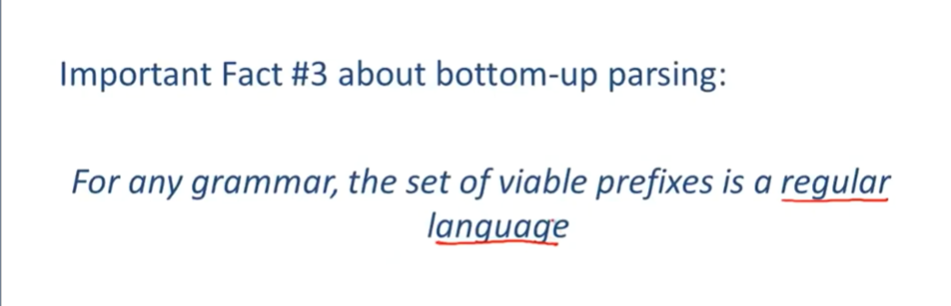 Important Fact #3 about bottom-up parsing:
For any grammar, the set of viable prefixes is a regular
language